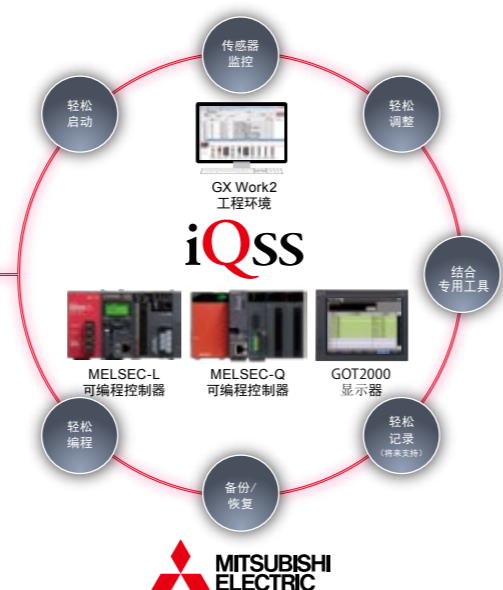 传感器
监控
轻松
启动
轻松
调整
GX Work2
工程环境
iQss
结合
专用工具
MELSEC-L
可编程控制器
MELSEC-Q
可编程控制器
GOT2000
显示器
轻松
编程
轻松
记录
(将来支持)
备份/
恢复
MITSUBISHI
ELECTRIC